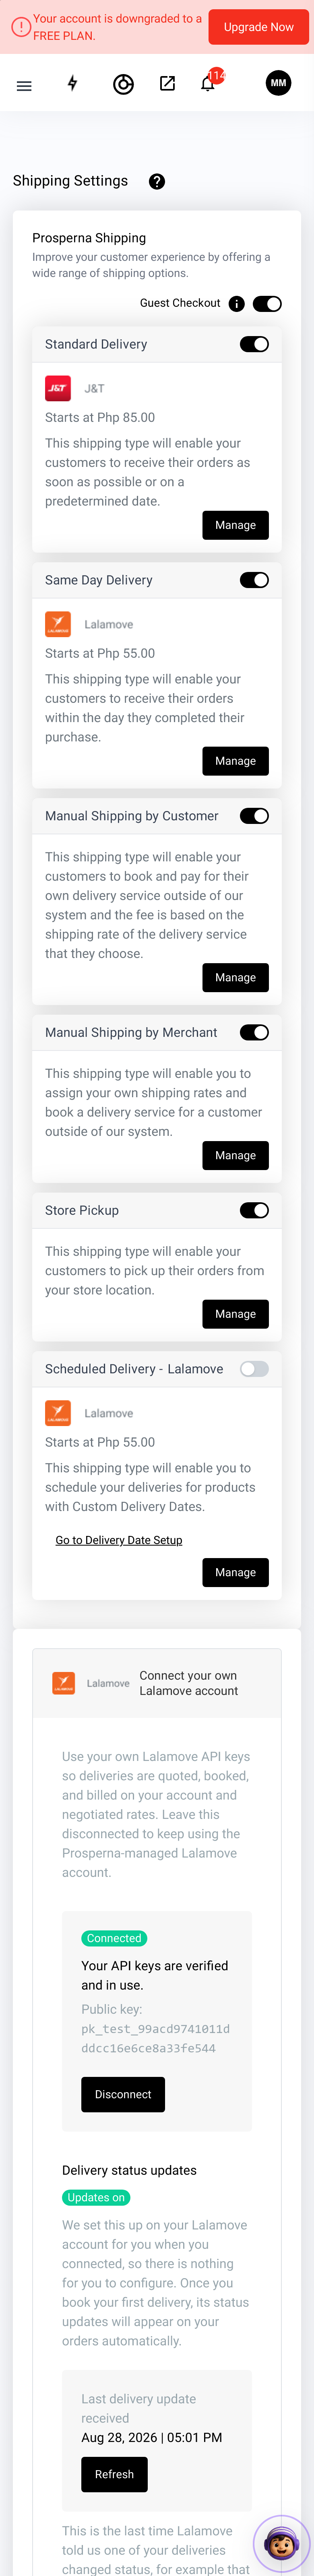 Your account is downgraded to a
FREE PLAN.
Upgrade Now
114
MM
Shipping Settings
Prosperna Shipping
Improve your customer experience by offering a
wide range of shipping options.
Guest Checkout
Standard Delivery
J&T
J&T
Starts at Php 85.00
This shipping type will enable your
customers to receive their orders as
soon as possible or on a
predetermined date.
Manage
Same Day Delivery
LALAMOVE
Lalamove
Starts at Php 55.00
This shipping type will enable your
customers to receive their orders
within the day they completed their
purchase.
Manage
Manual Shipping by Customer
This shipping type will enable your
customers to book and pay for their
own delivery service outside of our
system and the fee is based on the
shipping rate of the delivery service
that they choose.
Manage
Manual Shipping by Merchant
This shipping type will enable you to
assign your own shipping rates and
book a delivery service for a customer
outside of our system.
Manage
Store Pickup
This shipping type will enable your
customers to pick up their orders from
your store location.
Manage
Scheduled Delivery - Lalamove
LALAMOVE
Lalamove
Starts at Php 55.00
This shipping type will enable you to
schedule your deliveries for products
with Custom Delivery Dates.
Go to Delivery Date Setup
Manage
LALAMOVE
Lalamove
Connect your own
Lalamove account
Use your own Lalamove API keys
so deliveries are quoted, booked,
and billed on your account and
negotiated rates. Leave this
disconnected to keep using the
Prosperna-managed Lalamove
account.
Connected
Your API keys are verified
and in use.
Public key:
pk_test_99acd9741011d
ddcc16e6ce8a33fe544
Disconnect
Delivery status updates
Updates on
We set this up on your Lalamove
account for you when you
connected, so there is nothing
for you to configure. Once you
book your first delivery, its status
updates will appear on your
orders automatically.
Last delivery update
received
Aug 28, 2026 | 05:01 PM
Refresh
This is the last time Lalamove
told us one of your deliveries
changed status, for example that